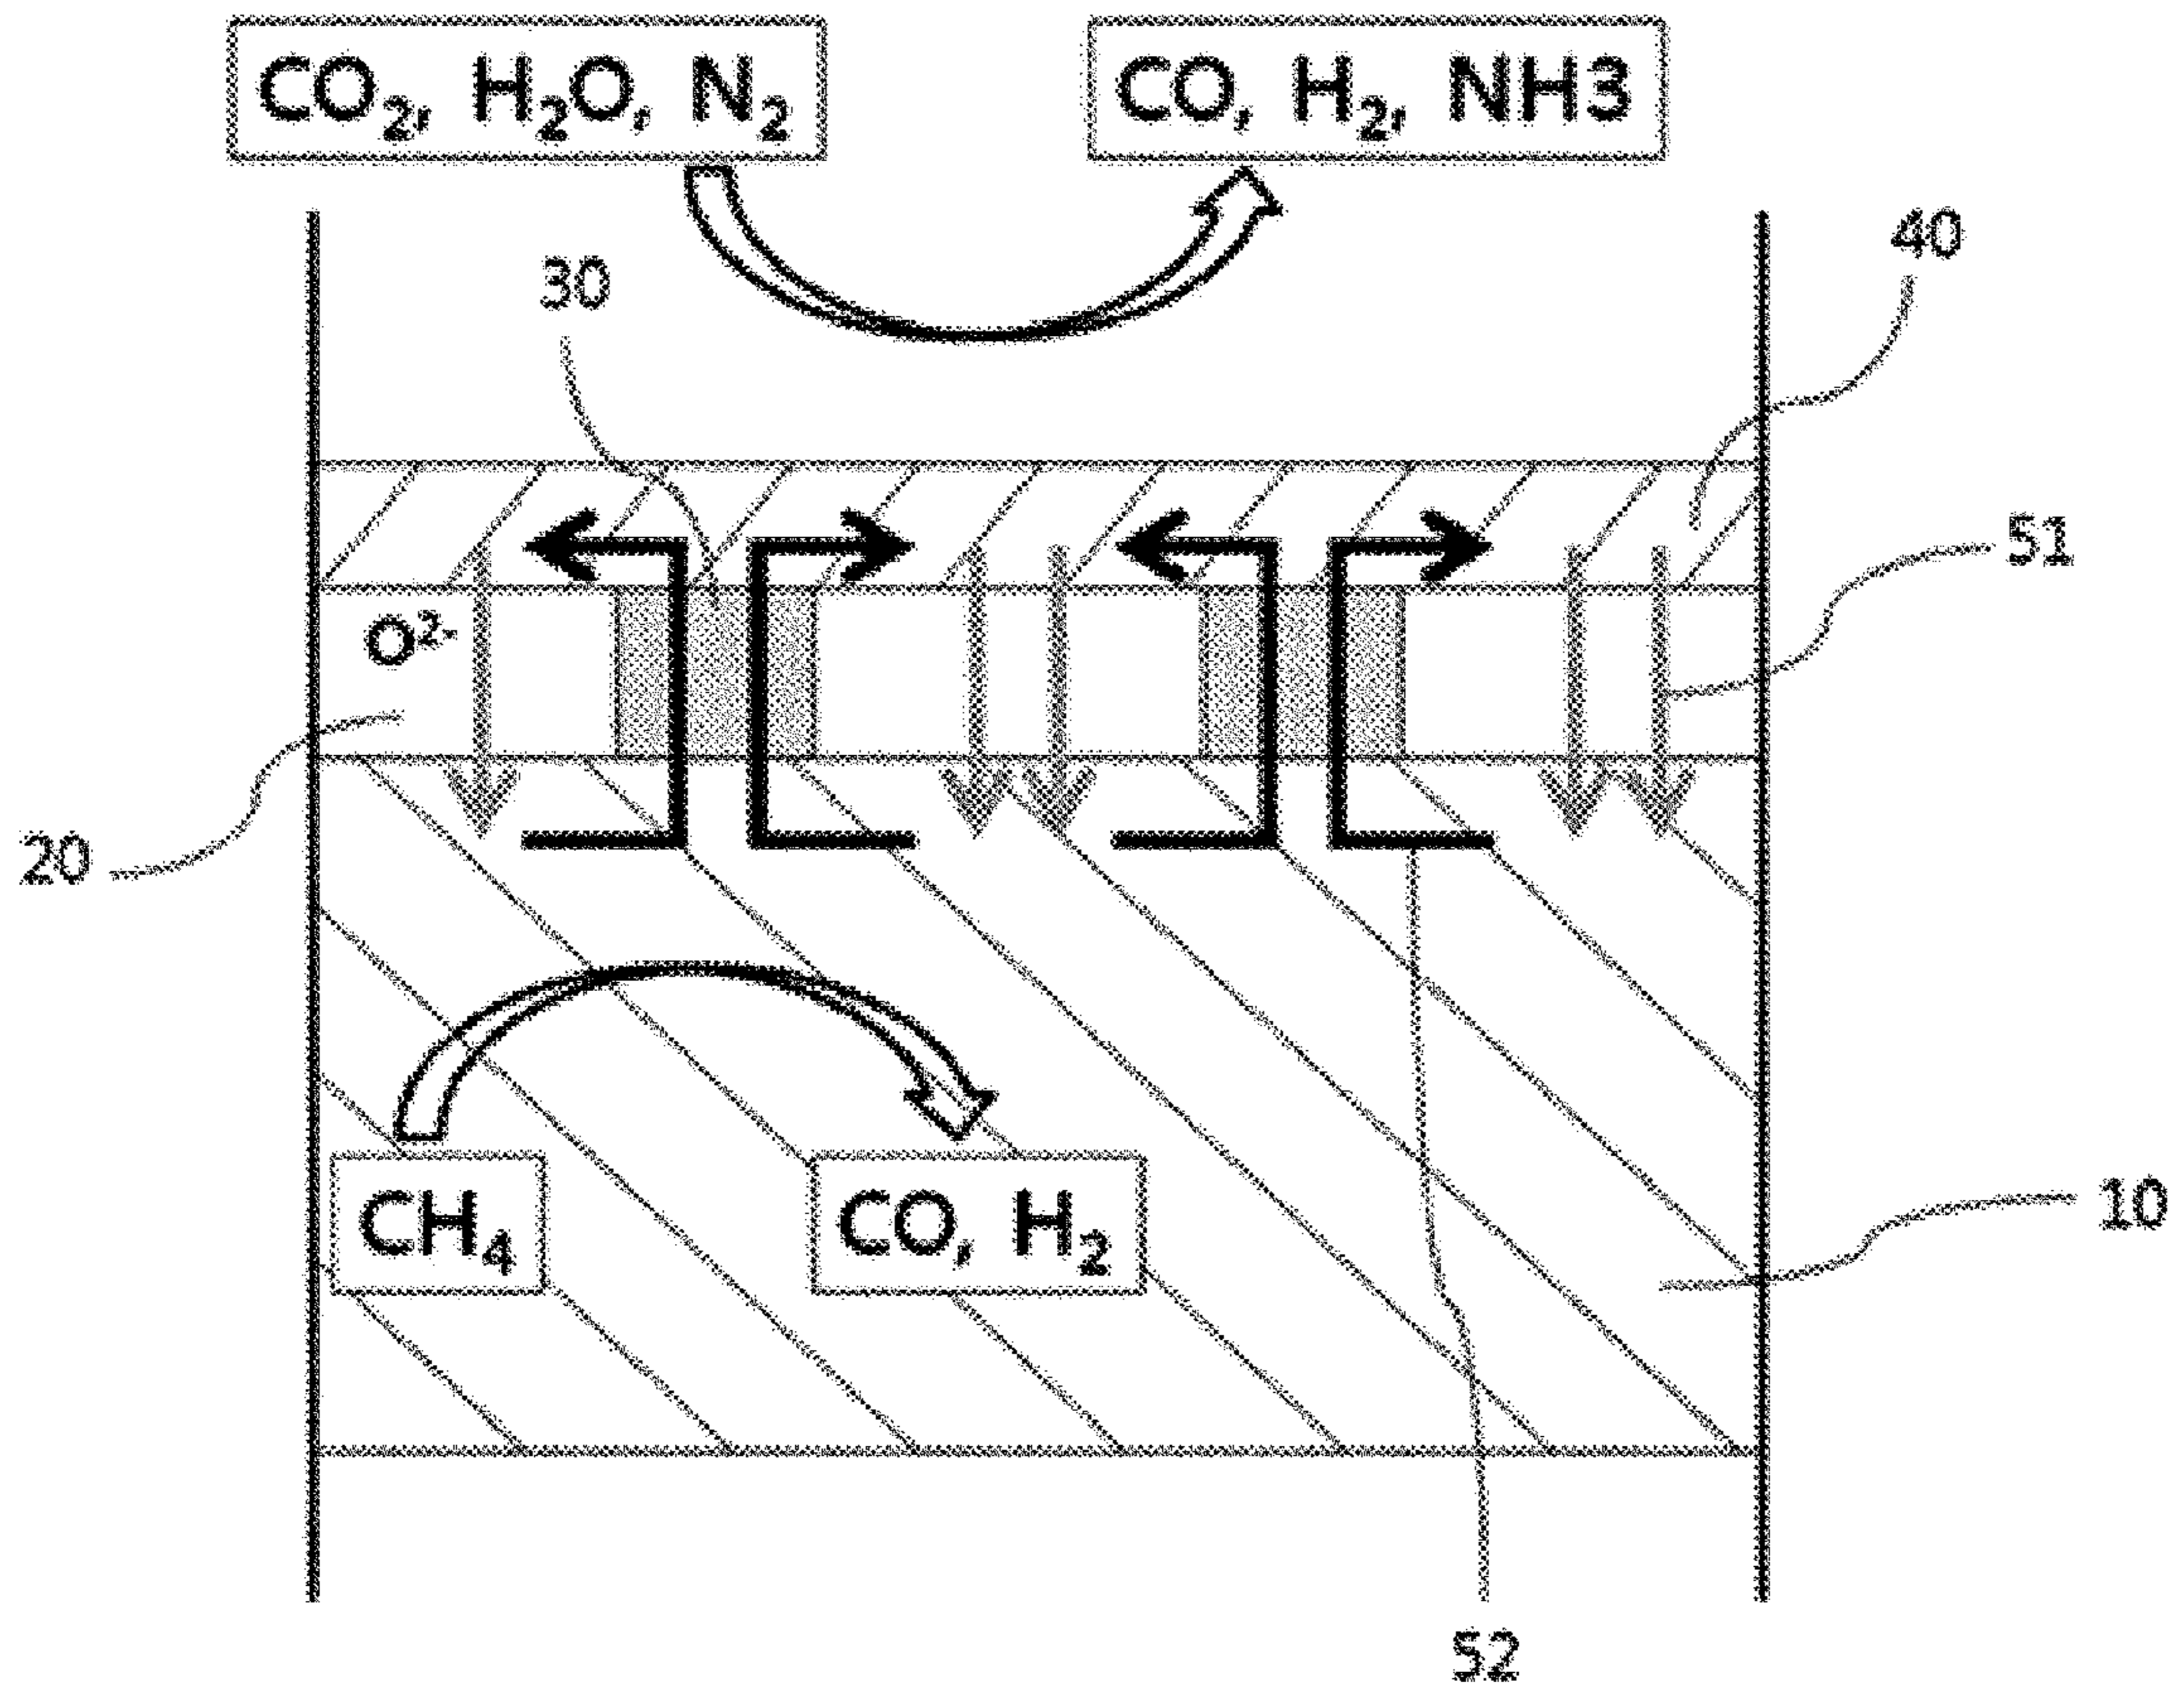 CO₂, H₂O, N₂
CO, H₂, NH3
40
30
51
O²⁻
20
CH₄
CO, H₂
10
52